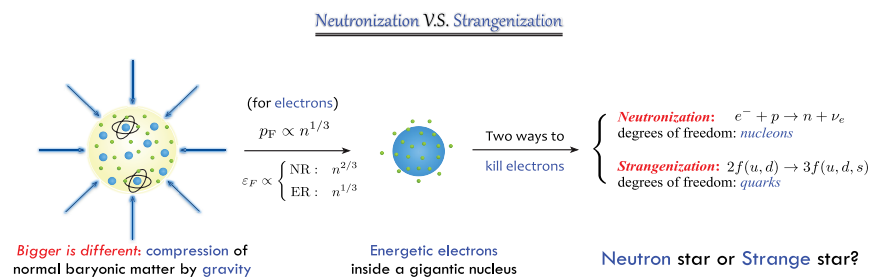 Neutronization V.S. Strangenization
(for electrons)
p_F ∝ n^{1/3}
ε_F ∝ { NR : n^{2/3}
ER : n^{1/3}
Two ways to
kill electrons
Neutronization: e^- + p → n + ν_e
degrees of freedom: nucleons
Strangenization: 2f(u, d) → 3f(u, d, s)
degrees of freedom: quarks
Bigger is different: compression of
normal baryonic matter by gravity
Energetic electrons
inside a gigantic nucleus
Neutron star or Strange star?